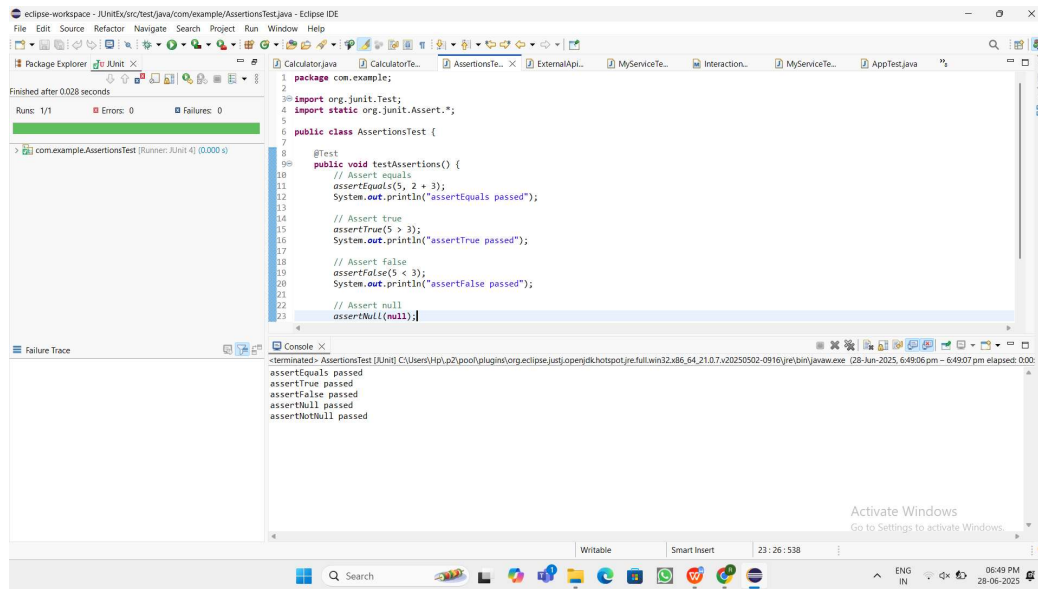 eclipse-workspace - JUnitEx/src/test/java/com/example/AssertionsTest.java - Eclipse IDE
File Edit Source Refactor Navigate Search Project Run Window Help
Package Explorer JUnit
Finished after 0.028 seconds
Runs: 1/1 Errors: 0 Failures: 0
com.example.AssertionsTest [Runner: JUnit 4] (0.000 s)
Failure Trace
Calculator.java CalculatorTe... AssertionsTe... ExternalApi... MyServiceTe... Interaction... MyServiceTe... AppTest.java
1 package com.example;
2
3 import org.junit.Test;
4 import static org.junit.Assert.*;
5
6 public class AssertionsTest {
7
8 @Test
9 public void testAssertions() {
10 // Assert equals
11 assertEquals(5, 2 + 3);
12 System.out.println("assertEquals passed");
13
14 // Assert true
15 assertTrue(5 > 3);
16 System.out.println("assertTrue passed");
17
18 // Assert false
19 assertFalse(5 < 3);
20 System.out.println("assertFalse passed");
21
22 // Assert null
23 assertNull(null);
Console
<terminated> AssertionsTest [JUnit] C:\Users\Hp\.p2\pool\plugins\org.eclipse.justj.openjdk.hotspot.jre.full.win32.x86_64_21.0.7.v20250502-0916\jre\bin\javaw.exe (28-Jun-2025, 6:49:06 pm – 6:49:07 pm elapsed: 0:00:
assertEquals passed
assertTrue passed
assertFalse passed
assertNull passed
assertNotNull passed
Activate Windows
Go to Settings to activate Windows.
Writable Smart Insert 23 : 26 : 538
Search
ENG
IN
06:49 PM
28-06-2025